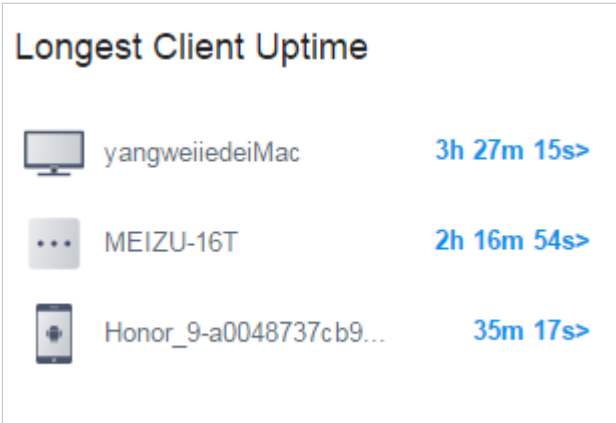 Longest Client Uptime
yangweiiedeiMac 3h 27m 15s>
MEIZU-16T 2h 16m 54s>
Honor_9-a0048737cb9... 35m 17s>